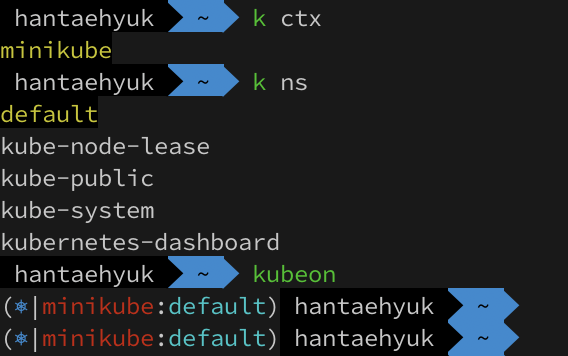 hantaehyuk ~ k ctx
minikube
hantaehyuk ~ k ns
default
kube-node-lease
kube-public
kube-system
kubernetes-dashboard
hantaehyuk ~ kubeon
(⎈|minikube:default) hantaehyuk ~
(⎈|minikube:default) hantaehyuk ~